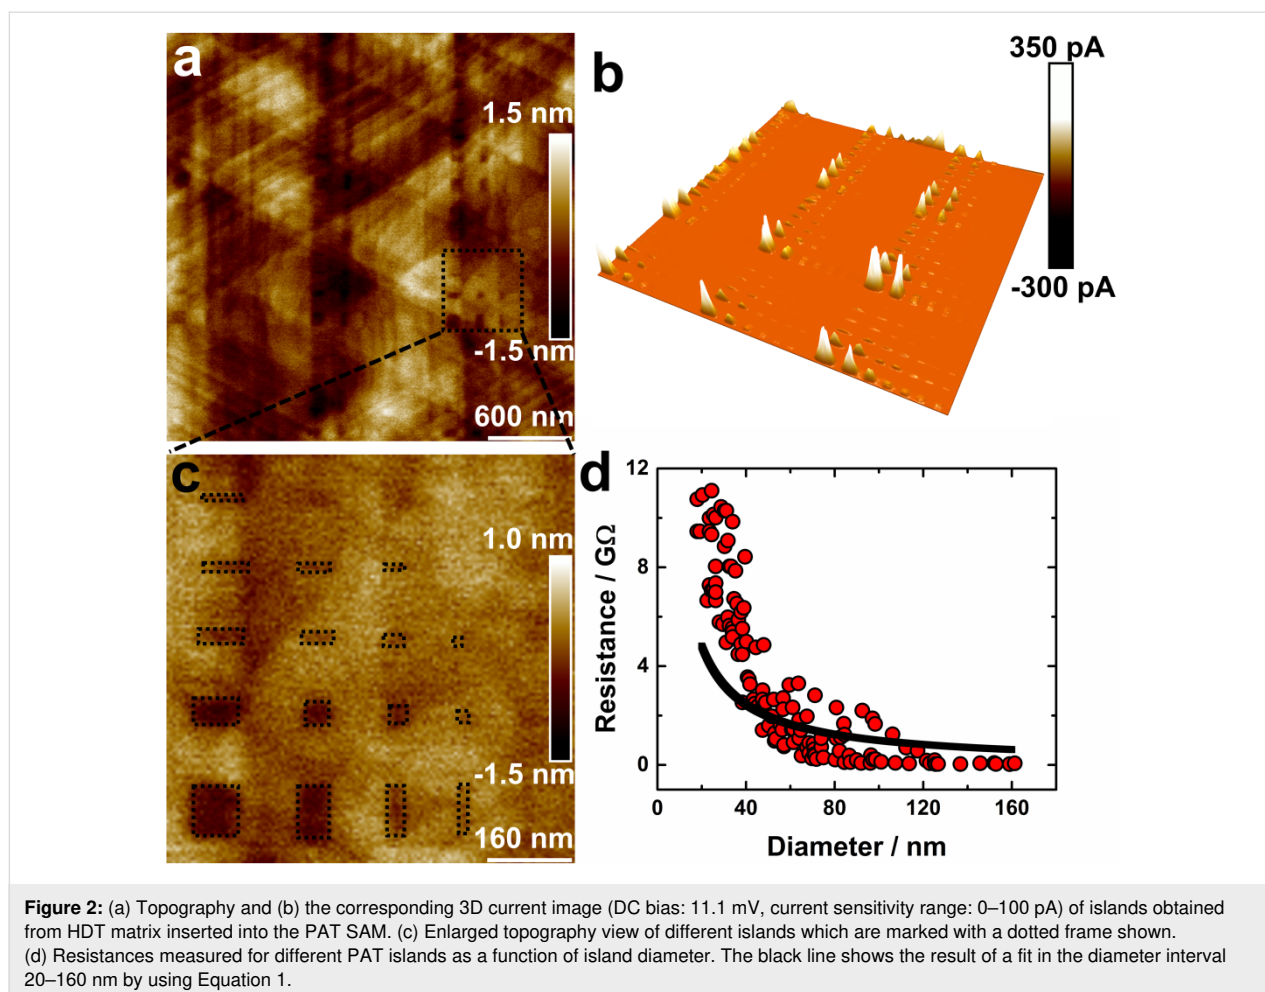 a
1.5 nm
-1.5 nm
600 nm
b
350 pA
-300 pA
c
1.0 nm
-1.5 nm
160 nm
d
12
8
4
0
Resistance / GΩ
0 40 80 120 160
Diameter / nm
Figure 2: (a) Topography and (b) the corresponding 3D current image (DC bias: 11.1 mV, current sensitivity range: 0–100 pA) of islands obtained
from HDT matrix inserted into the PAT SAM. (c) Enlarged topography view of different islands which are marked with a dotted frame shown.
(d) Resistances measured for different PAT islands as a function of island diameter. The black line shows the result of a fit in the diameter interval
20–160 nm by using Equation 1.